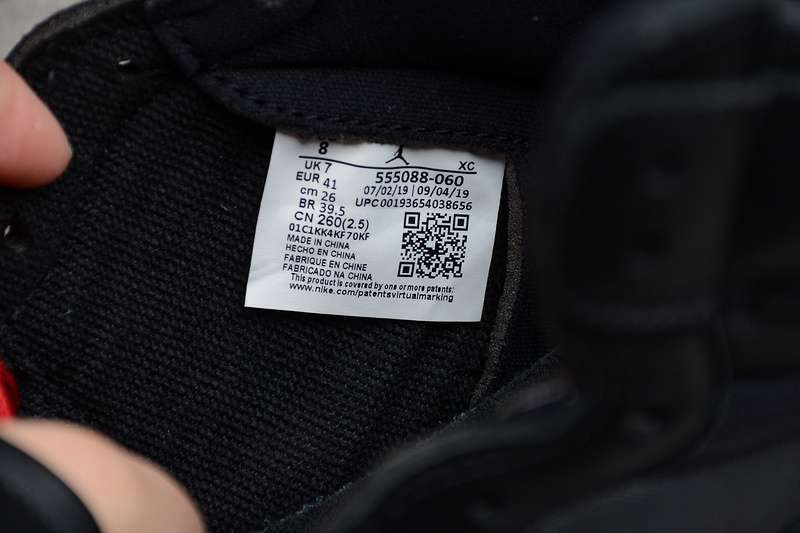 8
UK 7
EUR 41
cm 26
BR 39.5
CN 260(2.5)
01C1KK4KF70KF
MADE IN CHINA
HECHO EN CHINA
FABRIQUE EN CHINE
FABRICADO NA CHINA
This product is covered by one or more patents:
www.nike.com/patentsvirtualmarking
XC
555088-060
07/02/19 | 09/04/19
UPC 00193654038656